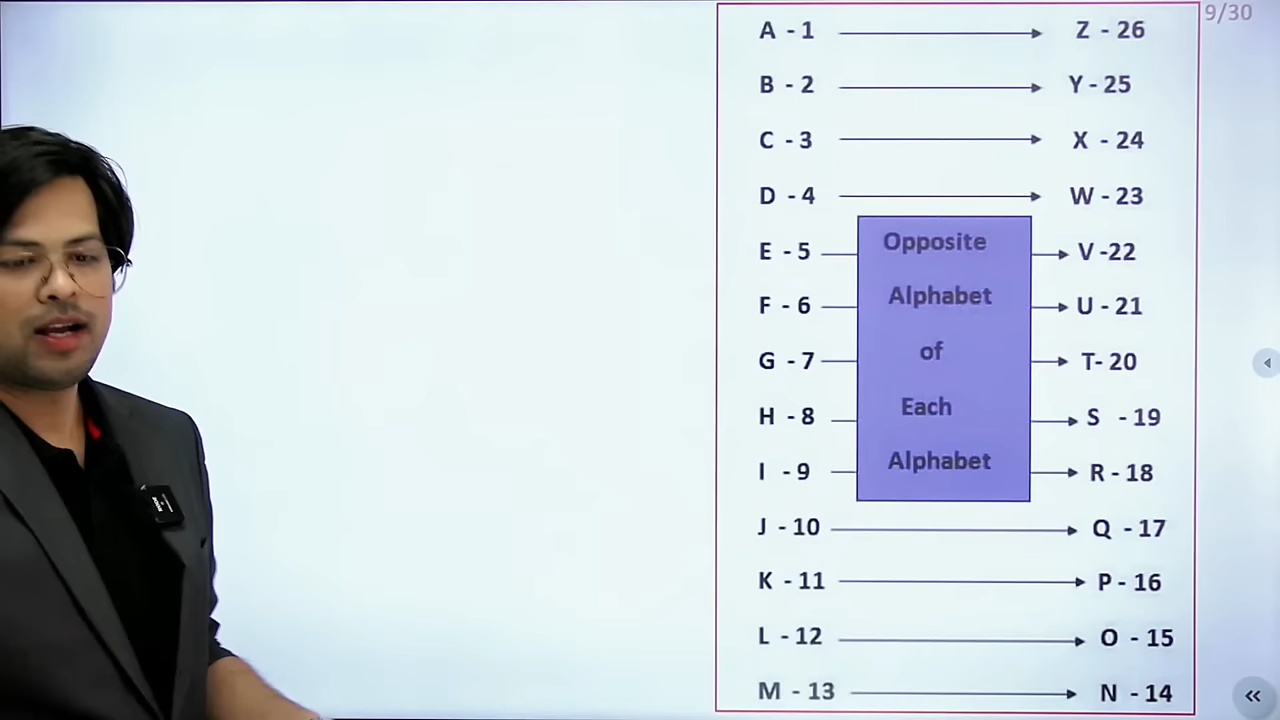 9/30
A - 1 Z - 26
B - 2 Y - 25
C - 3 X - 24
D - 4 W - 23
E - 5 V -22
F - 6 U - 21
G - 7 T- 20
H - 8 S - 19
I - 9 R - 18
J - 10 Q - 17
K - 11 P - 16
L - 12 O - 15
M - 13 N - 14
Opposite
Alphabet
of
Each
Alphabet